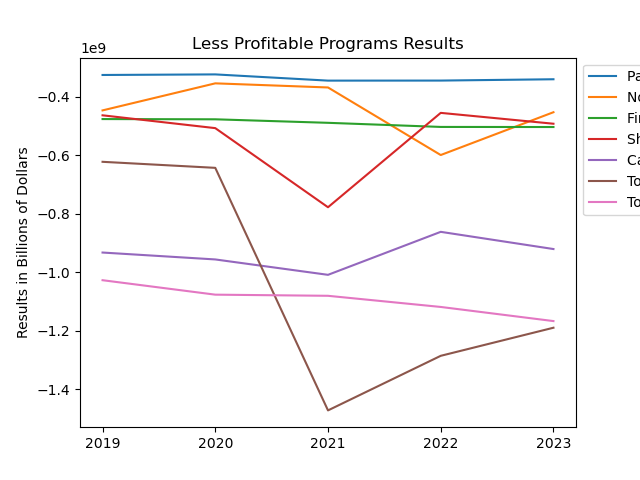 Less Profitable Programs Results
1e9
−0.4
−0.6
−0.8
−1.0
−1.2
−1.4
Results in Billions of Dollars
2019 2020 2021 2022 2023
Pa
No
Fir
Sh
Ca
To
To